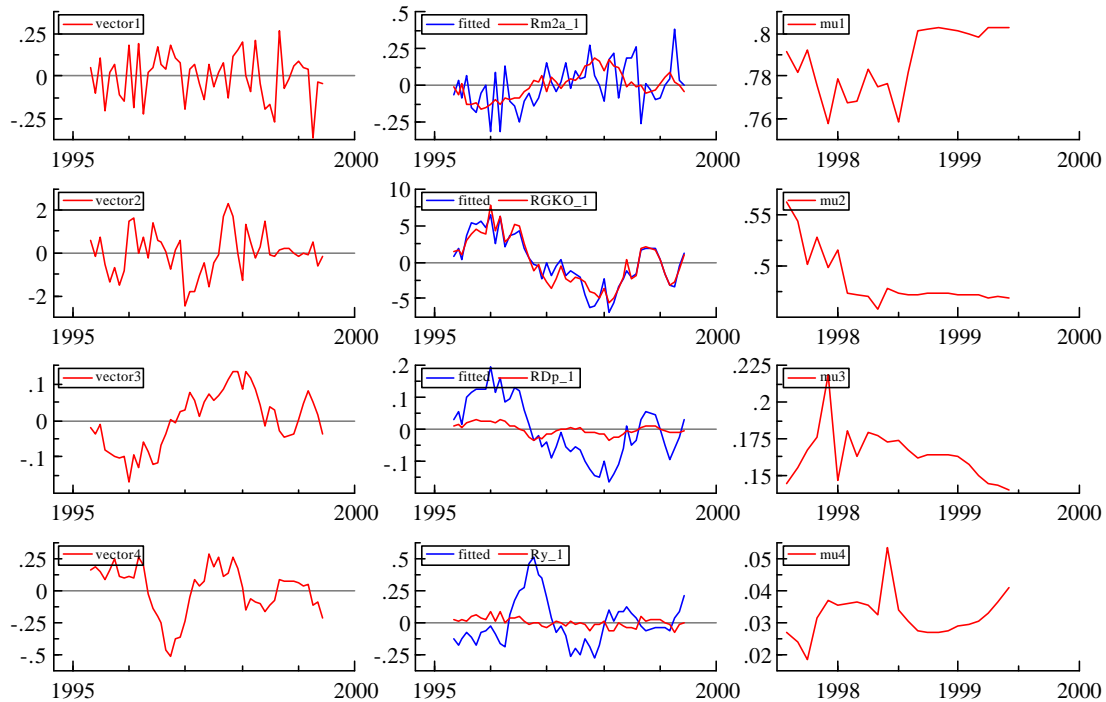 .25 vector1
0
-.25
1995 2000
.5 fitted Rm2a_1
.25
0
-.25
1995 2000
mu1
.8
.78
.76
1998 1999 2000
vector2
2
0
-2
1995 2000
10 fitted RGKO_1
5
0
-5
1995 2000
mu2
.55
.5
1998 1999 2000
vector3
.1
0
-.1
1995 2000
.2 fitted RDp_1
.1
0
-.1
1995 2000
.225 mu3
.2
.175
.15
1998 1999 2000
vector4
.25
0
-.5
1995 2000
.5 fitted Ry_1
.25
0
-.5
1995 2000
mu4
.05
.04
.03
.02
1998 1999 2000